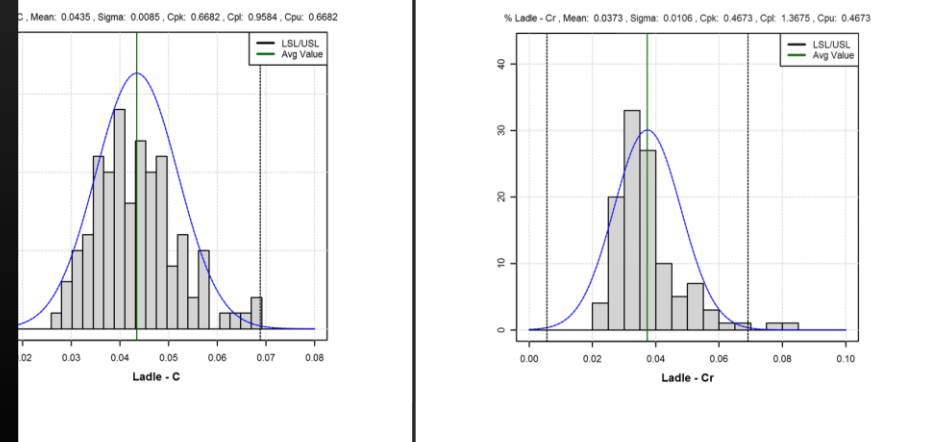 C , Mean: 0.0435 , Sigma: 0.0085 , Cpk: 0.6682 , Cpl: 0.9584 , Cpu: 0.6682
LSL/USL
Avg Value
.02 0.03 0.04 0.05 0.06 0.07 0.08
Ladle - C
% Ladle - Cr , Mean: 0.0373 , Sigma: 0.0106 , Cpk: 0.4673 , Cpl: 1.3675 , Cpu: 0.4673
LSL/USL
Avg Value
40
30
20
10
0
0.00 0.02 0.04 0.06 0.08 0.10
Ladle - Cr